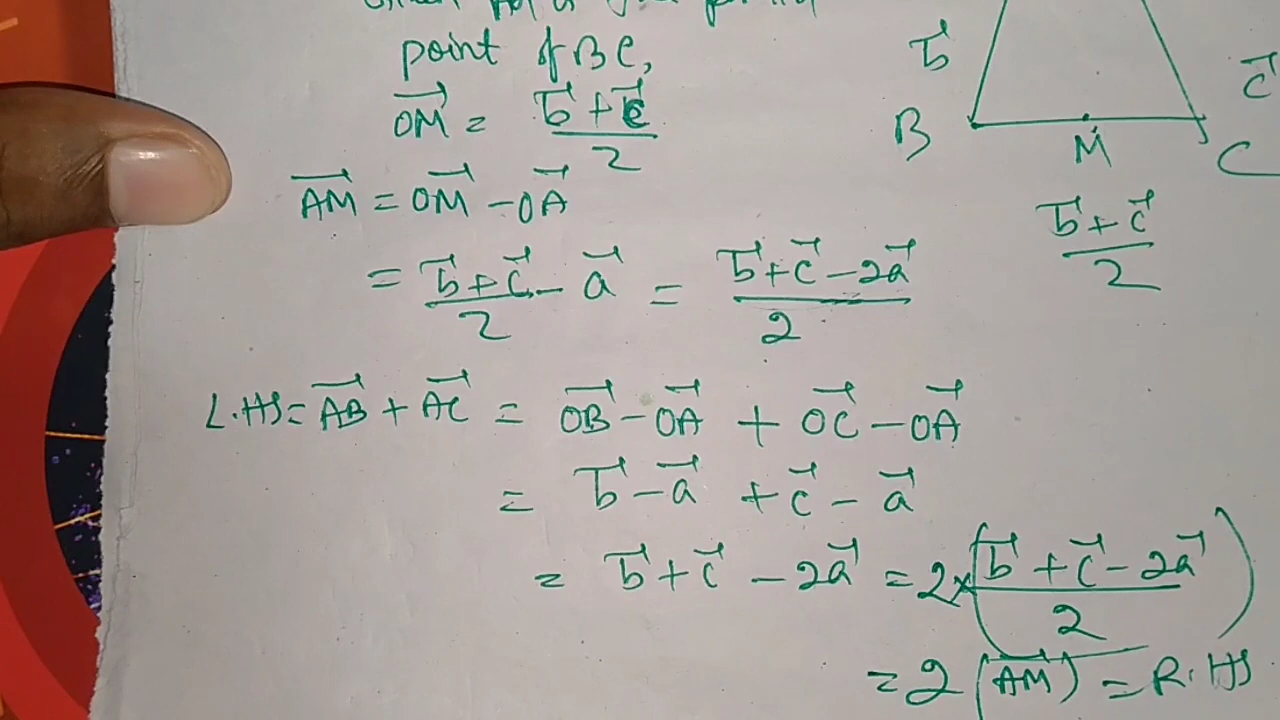 point of BC,
b⃗
c⃗
OM⃗ = (b⃗ + c⃗)/2
B M C
AM⃗ = OM⃗ - OA⃗
(b⃗ + c⃗)/2
= (b⃗ + c⃗)/2 - a⃗ = (b⃗ + c⃗ - 2a⃗)/2
L.HS = AB⃗ + AC⃗ = OB⃗ - OA⃗ + OC⃗ - OA⃗
= b⃗ - a⃗ + c⃗ - a⃗
= b⃗ + c⃗ - 2a⃗ = 2×((b⃗ + c⃗ - 2a⃗)/2)
= 2(AM⃗) = R.HS